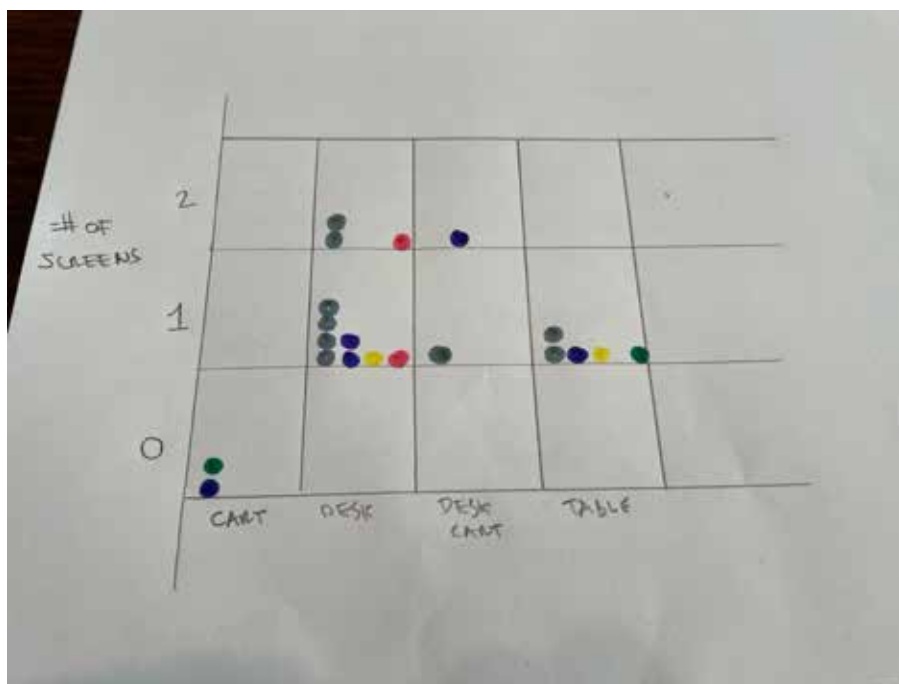 2
# OF
SCREENS
1
0
CART
DESK
DESK
CART
TABLE